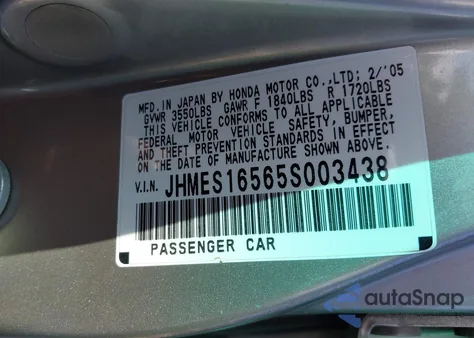 MFD.IN JAPAN BY HONDA MOTOR CO.,LTD; 2/'05
GVWR 3550LBS GAWR F 1840LBS R 1720LBS
THIS VEHICLE CONFORMS TO ALL APPLICABLE
FEDERAL MOTOR VEHICLE SAFETY, BUMPER,
AND THEFT PREVENTION STANDARDS IN EFFECT
ON THE DATE OF MANUFACTURE SHOWN ABOVE.
V.I.N. JHMES16565S003438
PASSENGER CAR
autoSnap